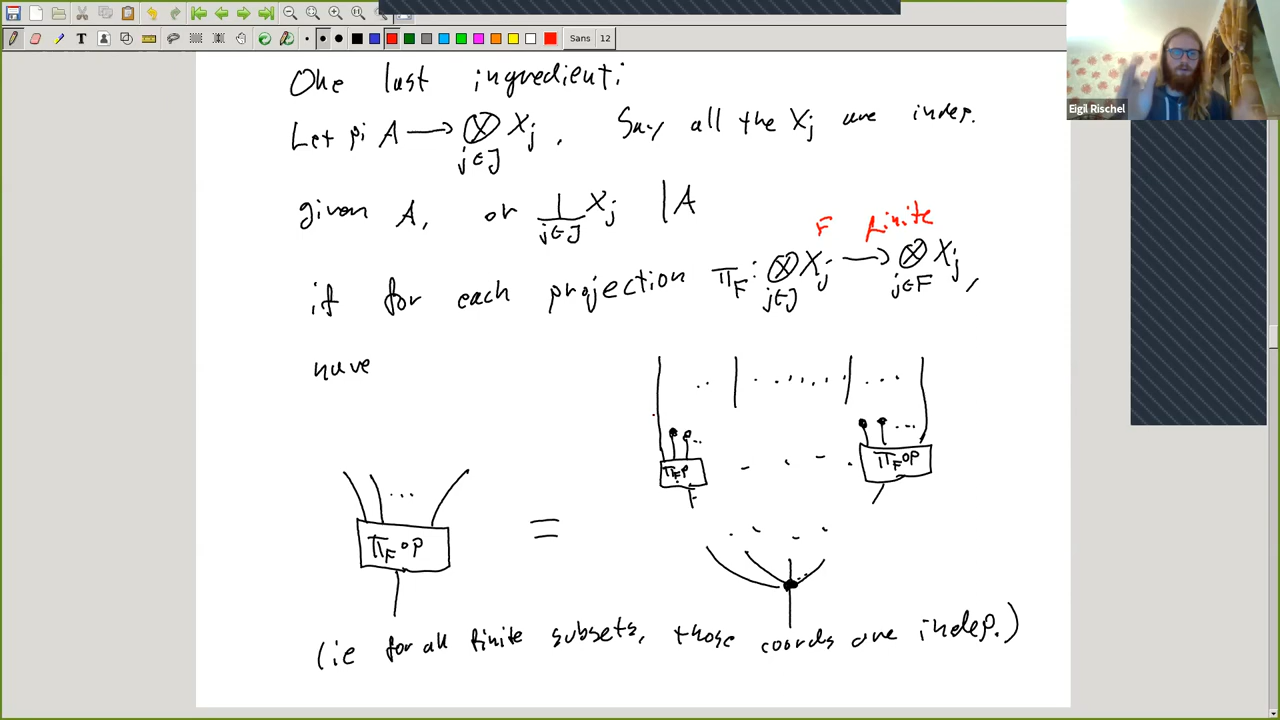 Sans 12
Eigil Rischel
One last ingredient:
Let p: A → ⊗_{j∈J} X_j , Say all the X_j are indep.
given A, or ⊥_{j∈J} X_j | A
F finite
if for each projection π_F : ⊗_{j∈J} X_j → ⊗_{j∈F} X_j ,
have
... ...... ...
... ...
π_F∘p π_F∘p
...
π_F∘p =
(ie for all finite subsets, those coords are indep.)